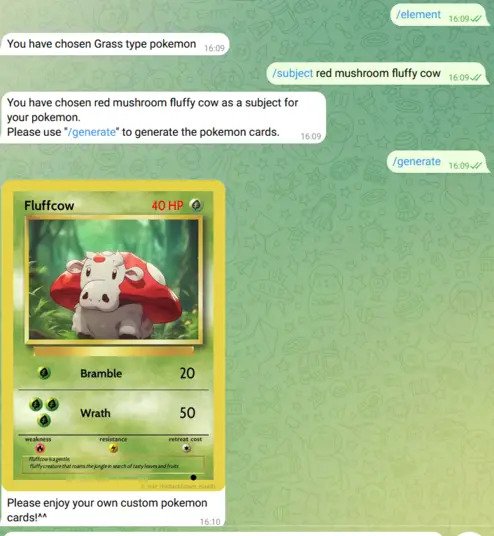 /element 16:09
You have chosen Grass type pokemon 16:09
/subject red mushroom fluffy cow 16:09
You have chosen red mushroom fluffy cow as a subject for
your pokemon.
Please use "/generate" to generate the pokemon cards. 16:09
/generate 16:09
Fluffcow 40 HP
Bramble 20
Wrath 50
weakness resistance retreat cost
fluffy creature that roams the jungle in search of tasty leaves and fruits
Please enjoy your own custom pokemon
cards!^^ 16:10